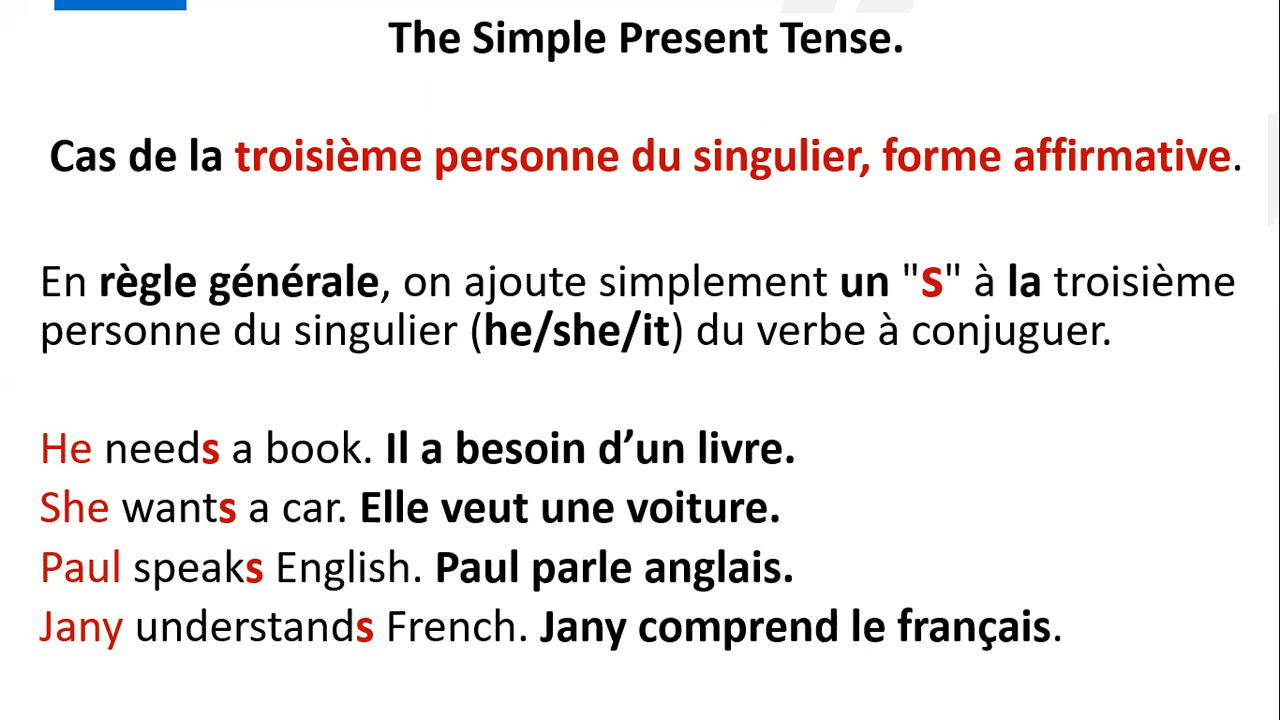 The Simple Present Tense.
Cas de la troisième personne du singulier, forme affirmative.
En règle générale, on ajoute simplement un "S" à la troisième
personne du singulier (he/she/it) du verbe à conjuguer.
He needs a book. Il a besoin d’un livre.
She wants a car. Elle veut une voiture.
Paul speaks English. Paul parle anglais.
Jany understands French. Jany comprend le français.